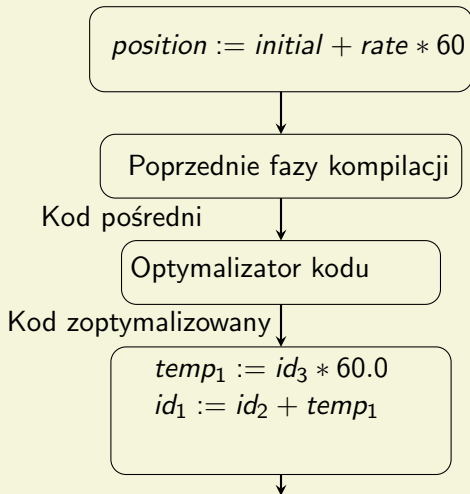 position := initial + rate ∗ 60
Poprzednie fazy kompilacji
Kod pośredni
Optymalizator kodu
Kod zoptymalizowany
temp₁ := id₃ ∗ 60.0
id₁ := id₂ + temp₁